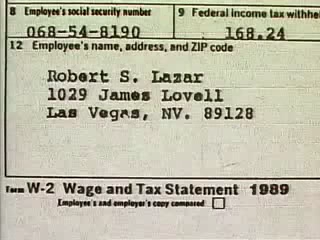 8 Employee's social security number
9 Federal income tax withhe
068-54-8190
168.24
12 Employee's name, address, and ZIP code
Robert S. Lazar
1029 James Lovell
Las Vegas, NV. 89128
Form W-2 Wage and Tax Statement 1989
Employee's and employer's copy compared